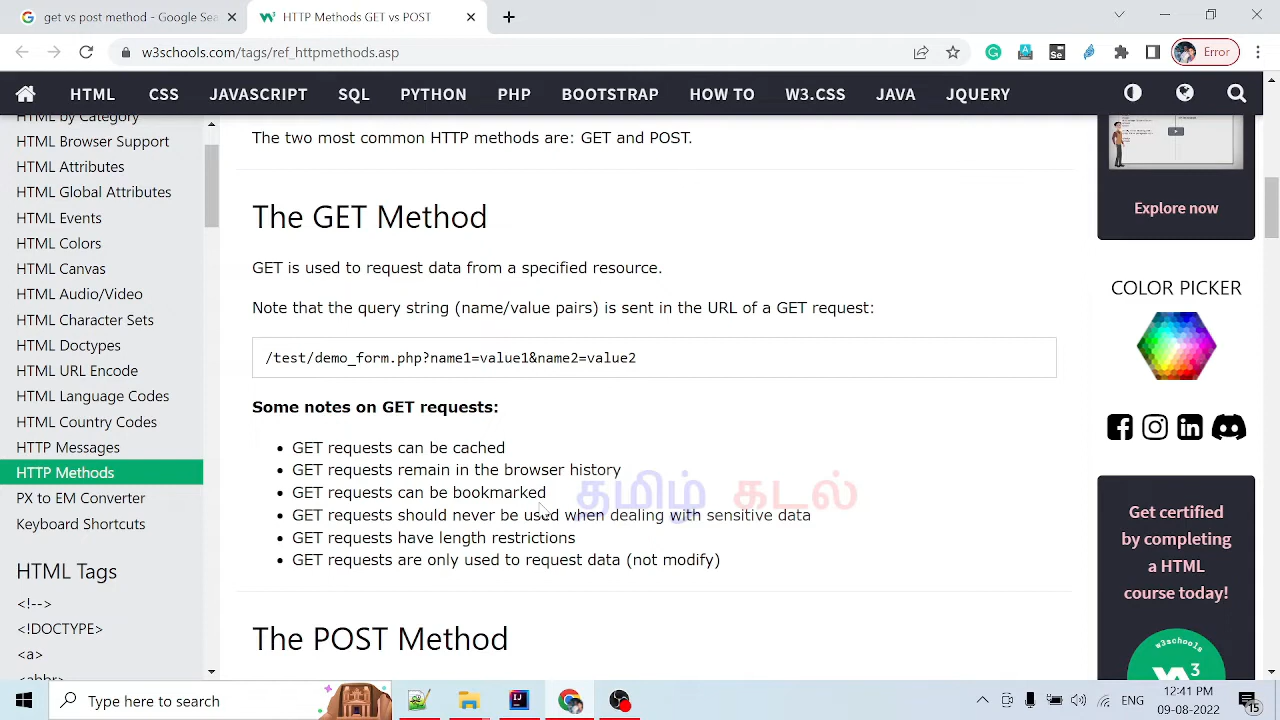 get vs post method - Google Sea
HTTP Methods GET vs POST
w3schools.com/tags/ref_httpmethods.asp
Error
HTML CSS JAVASCRIPT SQL PYTHON PHP BOOTSTRAP HOW TO W3.CSS JAVA JQUERY
HTML by Category
HTML Browser Support
HTML Attributes
HTML Global Attributes
HTML Events
HTML Colors
HTML Canvas
HTML Audio/Video
HTML Character Sets
HTML Doctypes
HTML URL Encode
HTML Language Codes
HTML Country Codes
HTTP Messages
HTTP Methods
PX to EM Converter
Keyboard Shortcuts
HTML Tags
<!-->
<!DOCTYPE>
<a>
<abbr>
The two most common HTTP methods are: GET and POST.
The GET Method
GET is used to request data from a specified resource.
Note that the query string (name/value pairs) is sent in the URL of a GET request:
/test/demo_form.php?name1=value1&name2=value2
Some notes on GET requests:
• GET requests can be cached
• GET requests remain in the browser history
• GET requests can be bookmarked
• GET requests should never be used when dealing with sensitive data
• GET requests have length restrictions
• GET requests are only used to request data (not modify)
தமிழ் கடல்
The POST Method
Explore now
COLOR PICKER
Get certified
by completing
a HTML
course today!
w3schools
W3
Type here to search
ENG
12:41 PM
09-08-2022
15